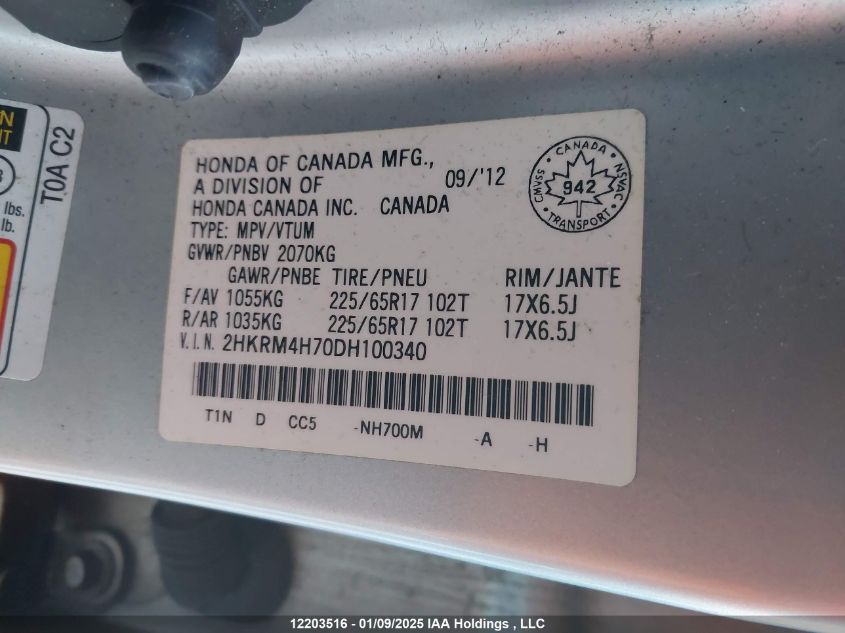 HONDA OF CANADA MFG.,
A DIVISION OF 09/'12
HONDA CANADA INC. CANADA
TYPE: MPV/VTUM
GVWR/PNBV 2070KG
GAWR/PNBE TIRE/PNEU RIM/JANTE
F/AV 1055KG 225/65R17 102T 17X6.5J
R/AR 1035KG 225/65R17 102T 17X6.5J
V.I.N. 2HKRM4H70DH100340
T1N D CC5 -NH700M -A -H
CANADA
CMVSS 942 NSVAC
TRANSPORT
T0A C2
lbs.
lb.
12203516 - 01/09/2025 IAA Holdings , LLC